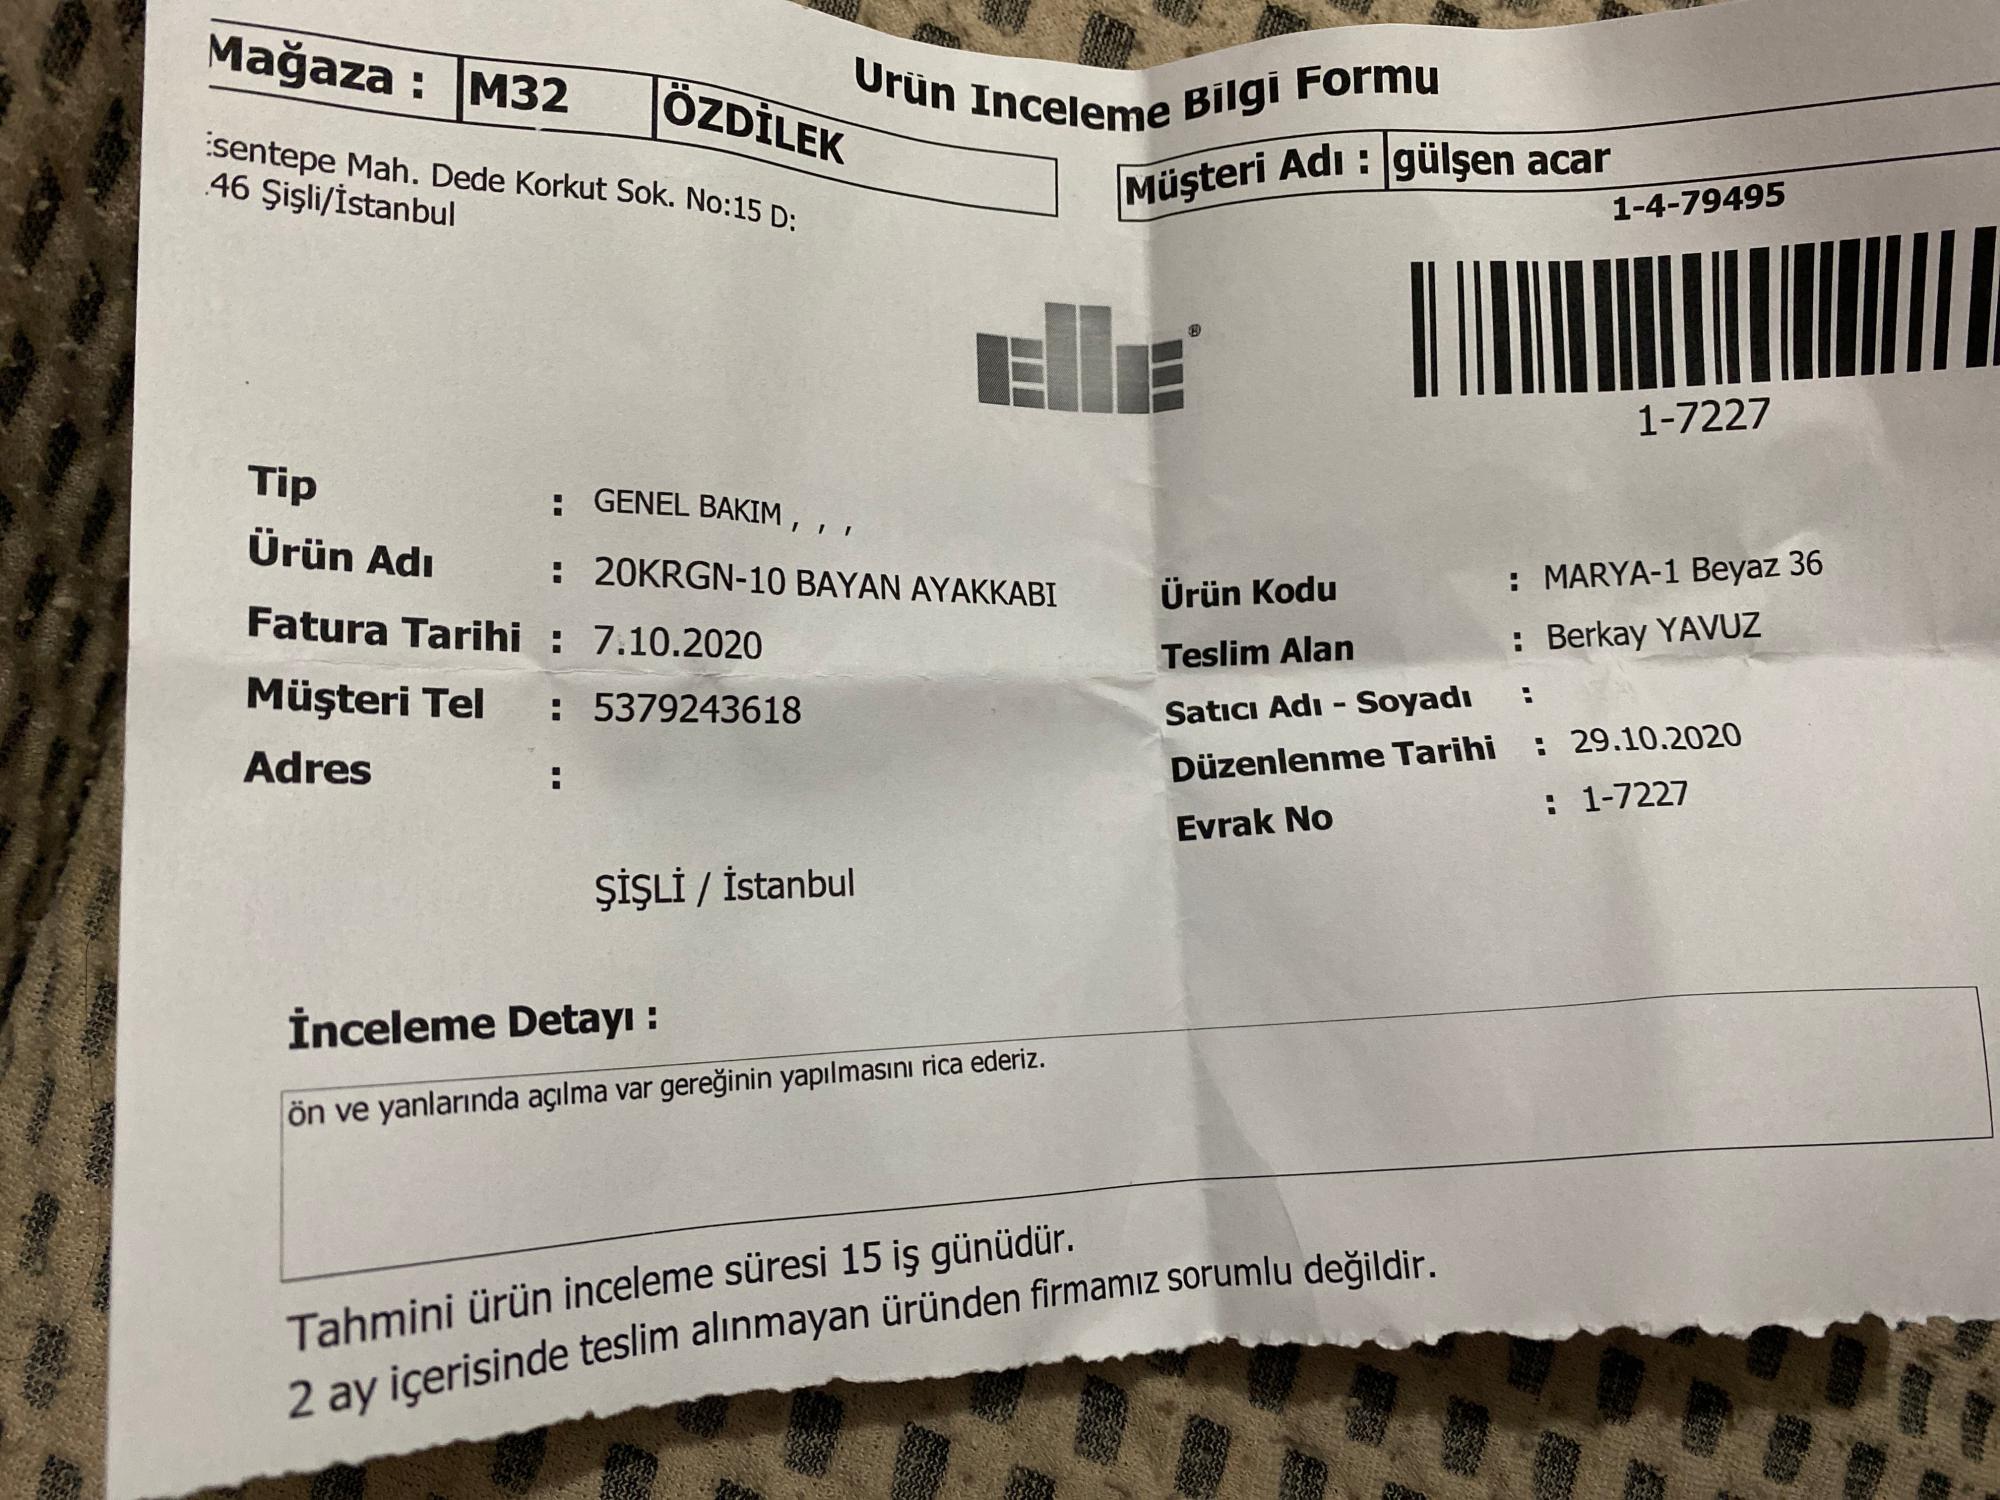 Ürün İnceleme Bilgi Formu
Mağaza : M32 ÖZDİLEK
Müşteri Adı : gülşen acar
Esentepe Mah. Dede Korkut Sok. No:15 D:
46 Şişli/İstanbul
1-4-79495
elle®
1-7227
Tip : GENEL BAKIM , , ,
Ürün Adı : 20KRGN-10 BAYAN AYAKKABI
Fatura Tarihi : 7.10.2020
Müşteri Tel : 5379243618
Adres :
ŞİŞLİ / İstanbul
Ürün Kodu : MARYA-1 Beyaz 36
Teslim Alan : Berkay YAVUZ
Satıcı Adı - Soyadı :
Düzenlenme Tarihi : 29.10.2020
Evrak No : 1-7227
İnceleme Detayı :
ön ve yanlarında açılma var gereğinin yapılmasını rica ederiz.
Tahmini ürün inceleme süresi 15 iş günüdür.
2 ay içerisinde teslim alınmayan üründen firmamız sorumlu değildir.